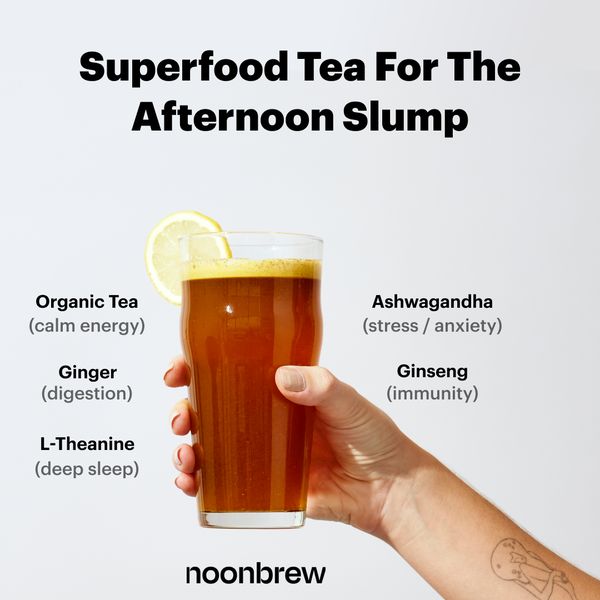 Superfood Tea For The
Afternoon Slump
Organic Tea
(calm energy)
Ginger
(digestion)
L-Theanine
(deep sleep)
Ashwagandha
(stress / anxiety)
Ginseng
(immunity)
noonbrew